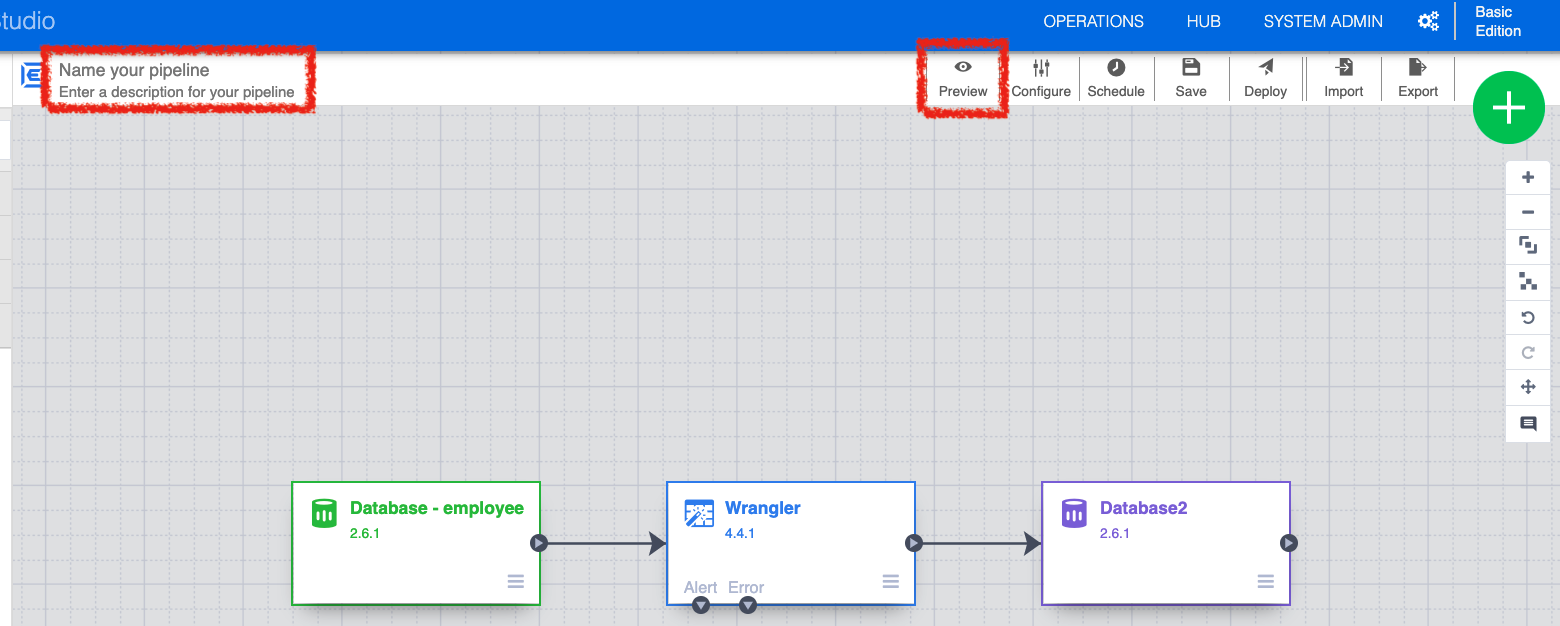 tudio
OPERATIONS HUB SYSTEM ADMIN
Basic
Edition
Name your pipeline
Enter a description for your pipeline
Preview Configure Schedule Save Deploy Import Export
Database - employee
2.6.1
Wrangler
4.4.1
Alert Error
Database2
2.6.1